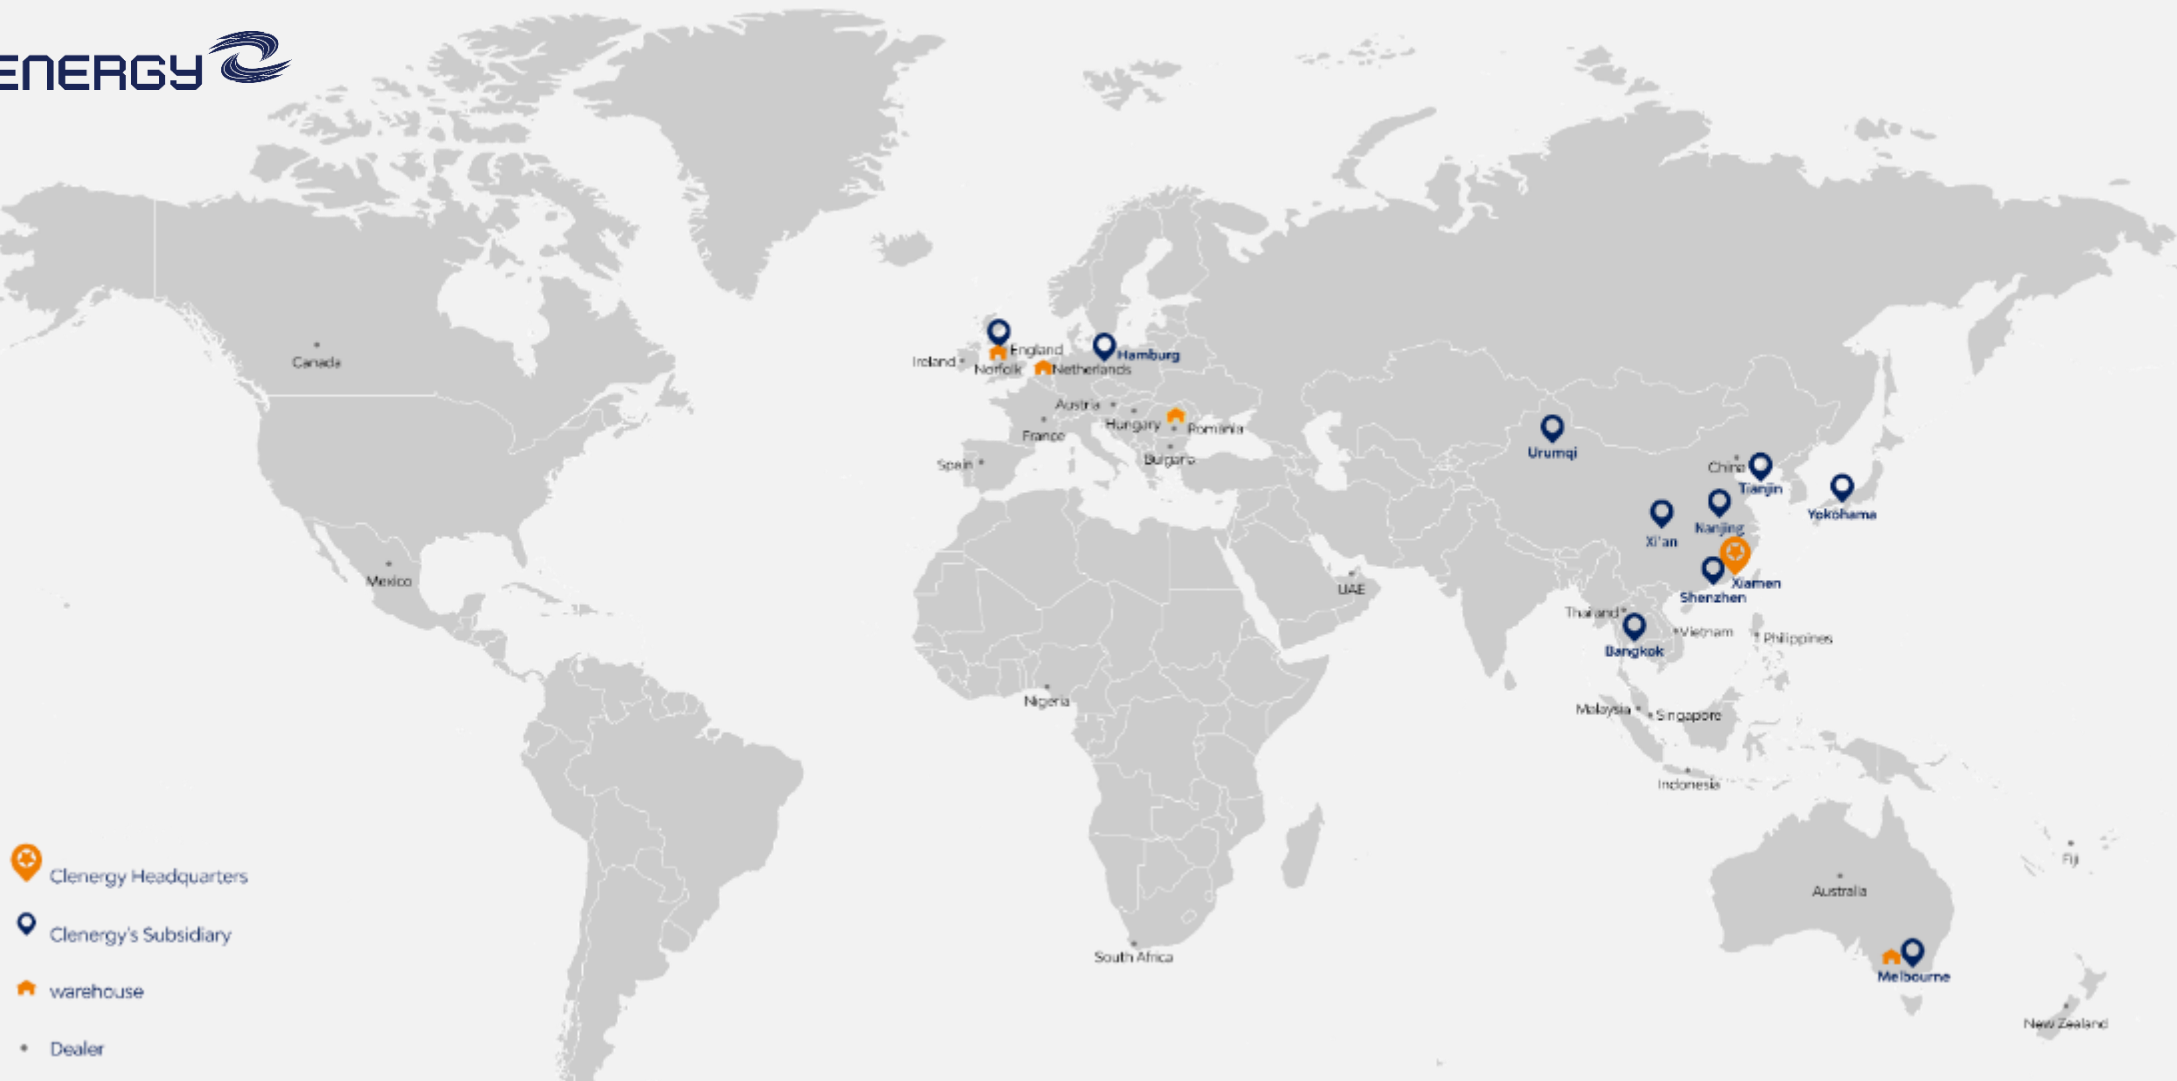 ENERGY
Canada
Ireland
England
Norfolk
Netherlands
Hamburg
Austria
Hungary
Romania
France
Bulgaria
Spain
Urumqi
China
Tianjin
Yokohama
Nanjing
Xi'an
Xiamen
Shenzhen
Mexico
UAE
Thailand
Vietnam
Philippines
Bangkok
Nigeria
Malaysia
Singapore
Indonesia
Fiji
Australia
South Africa
Melbourne
New Zealand
Clenergy Headquarters
Clenergy's Subsidiary
warehouse
Dealer